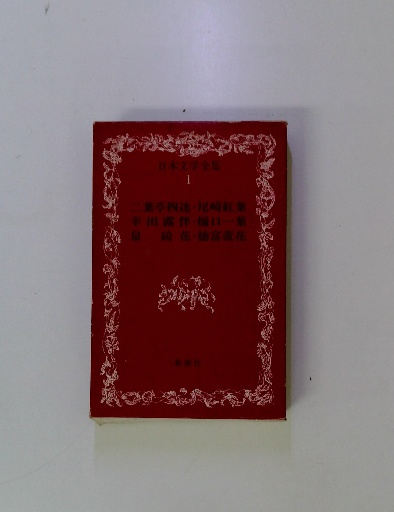 日本文学全集
1
二葉亭四迷・尾崎紅葉
幸田露伴・樋口一葉
泉 鏡花・徳冨蘆花
新潮社